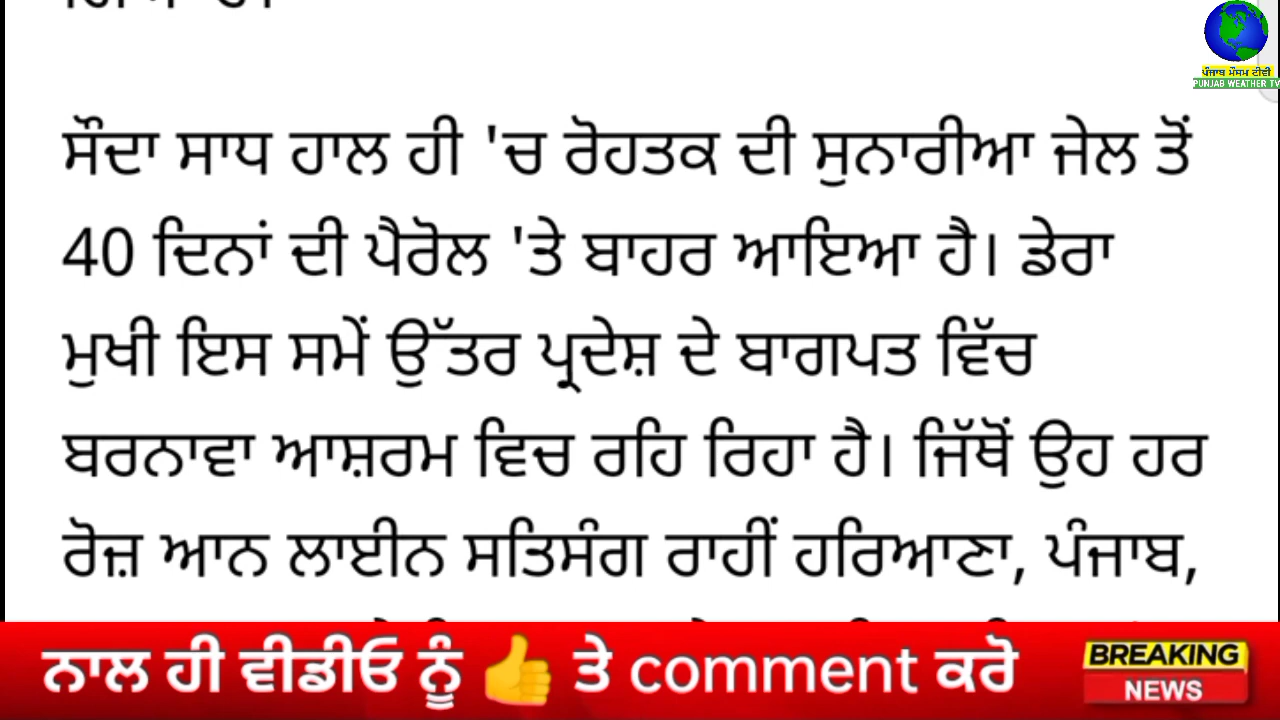 ਪੰਜਾਬ ਮੌਸਮ ਟੀਵੀ
PUNJAB WEATHER TV
ਸੌਦਾ ਸਾਧ ਹਾਲ ਹੀ 'ਚ ਰੋਹਤਕ ਦੀ ਸੁਨਾਰੀਆ ਜੇਲ ਤੋਂ
40 ਦਿਨਾਂ ਦੀ ਪੈਰੋਲ 'ਤੇ ਬਾਹਰ ਆਇਆ ਹੈ। ਡੇਰਾ
ਮੁਖੀ ਇਸ ਸਮੇਂ ਉੱਤਰ ਪ੍ਰਦੇਸ਼ ਦੇ ਬਾਗਪਤ ਵਿੱਚ
ਬਰਨਾਵਾ ਆਸ਼ਰਮ ਵਿਚ ਰਹਿ ਰਿਹਾ ਹੈ। ਜਿੱਥੋਂ ਉਹ ਹਰ
ਰੋਜ਼ ਆਨ ਲਾਈਨ ਸਤਿਸੰਗ ਰਾਹੀਂ ਹਰਿਆਣਾ, ਪੰਜਾਬ,
ਨਾਲ ਹੀ ਵੀਡੀਓ ਨੂੰ 👍 ਤੇ comment ਕਰੋ
BREAKING
NEWS